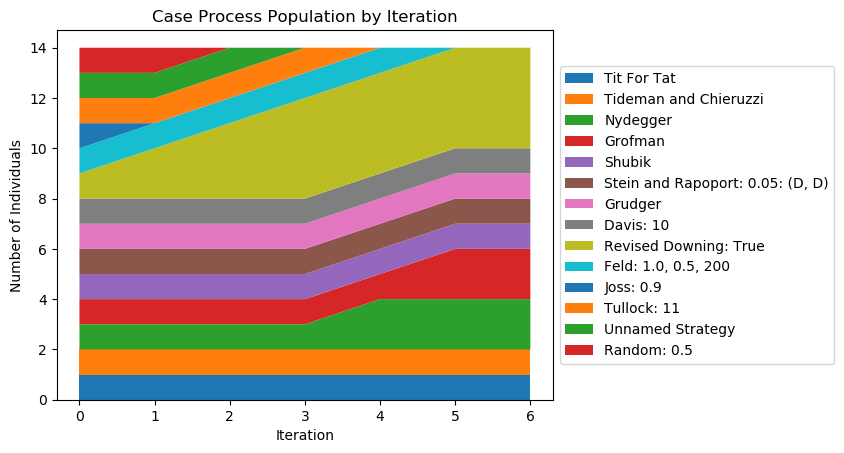 Case Process Population by Iteration
Number of Individuals
14
12
10
8
6
4
2
0
0 1 2 3 4 5 6
Iteration
Tit For Tat
Tideman and Chieruzzi
Nydegger
Grofman
Shubik
Stein and Rapoport: 0.05: (D, D)
Grudger
Davis: 10
Revised Downing: True
Feld: 1.0, 0.5, 200
Joss: 0.9
Tullock: 11
Unnamed Strategy
Random: 0.5